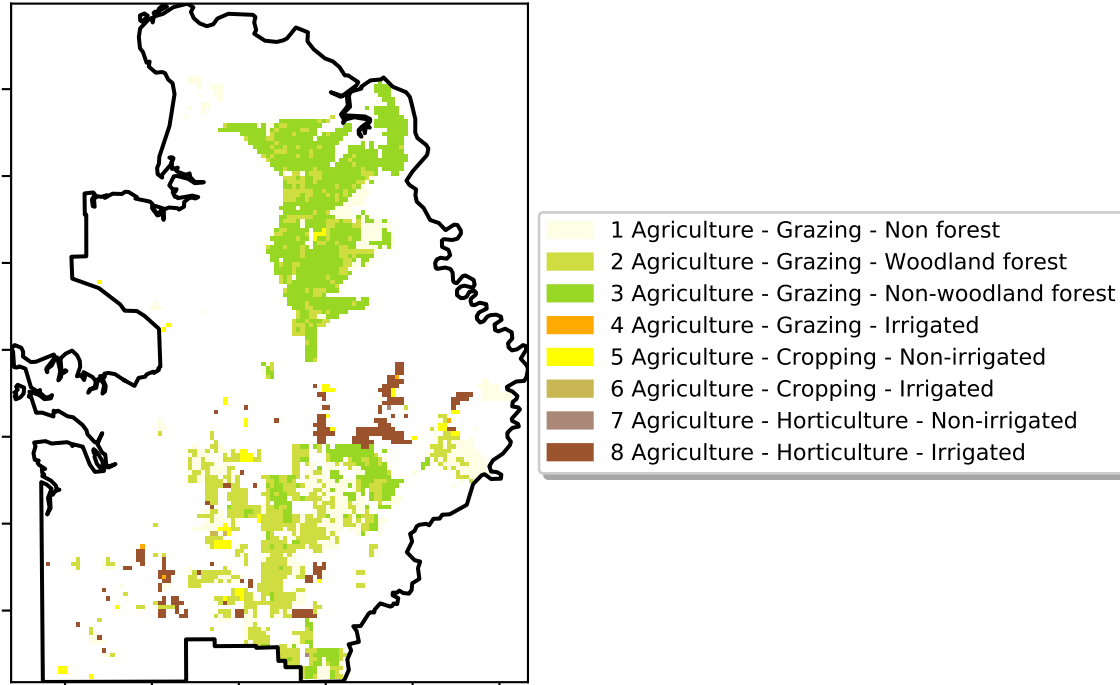 1 Agriculture - Grazing - Non forest
2 Agriculture - Grazing - Woodland forest
3 Agriculture - Grazing - Non-woodland forest
4 Agriculture - Grazing - Irrigated
5 Agriculture - Cropping - Non-irrigated
6 Agriculture - Cropping - Irrigated
7 Agriculture - Horticulture - Non-irrigated
8 Agriculture - Horticulture - Irrigated